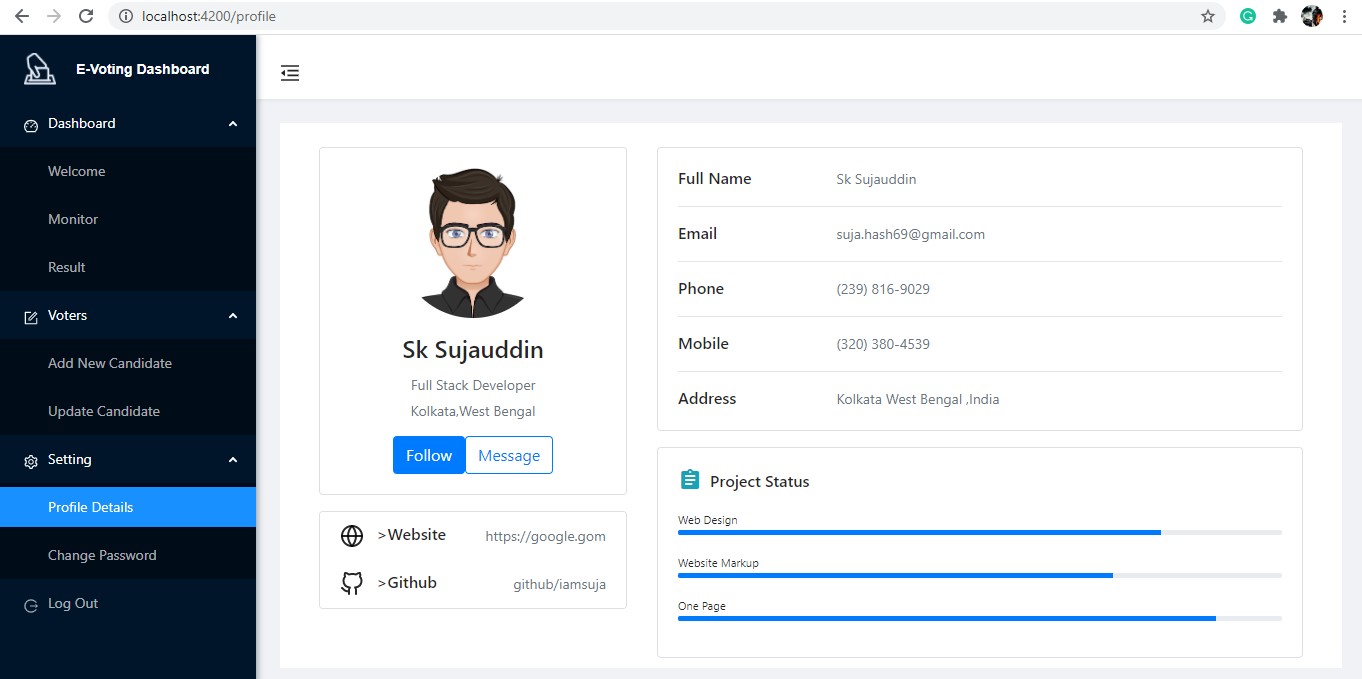 localhost:4200/profile
E-Voting Dashboard
Dashboard
Welcome
Monitor
Result
Voters
Add New Candidate
Update Candidate
Setting
Profile Details
Change Password
Log Out
Sk Sujauddin
Full Stack Developer
Kolkata,West Bengal
Follow Message
>Website https://google.gom
>Github github/iamsuja
Full Name Sk Sujauddin
Email suja.hash69@gmail.com
Phone (239) 816-9029
Mobile (320) 380-4539
Address Kolkata West Bengal ,India
Project Status
Web Design
Website Markup
One Page